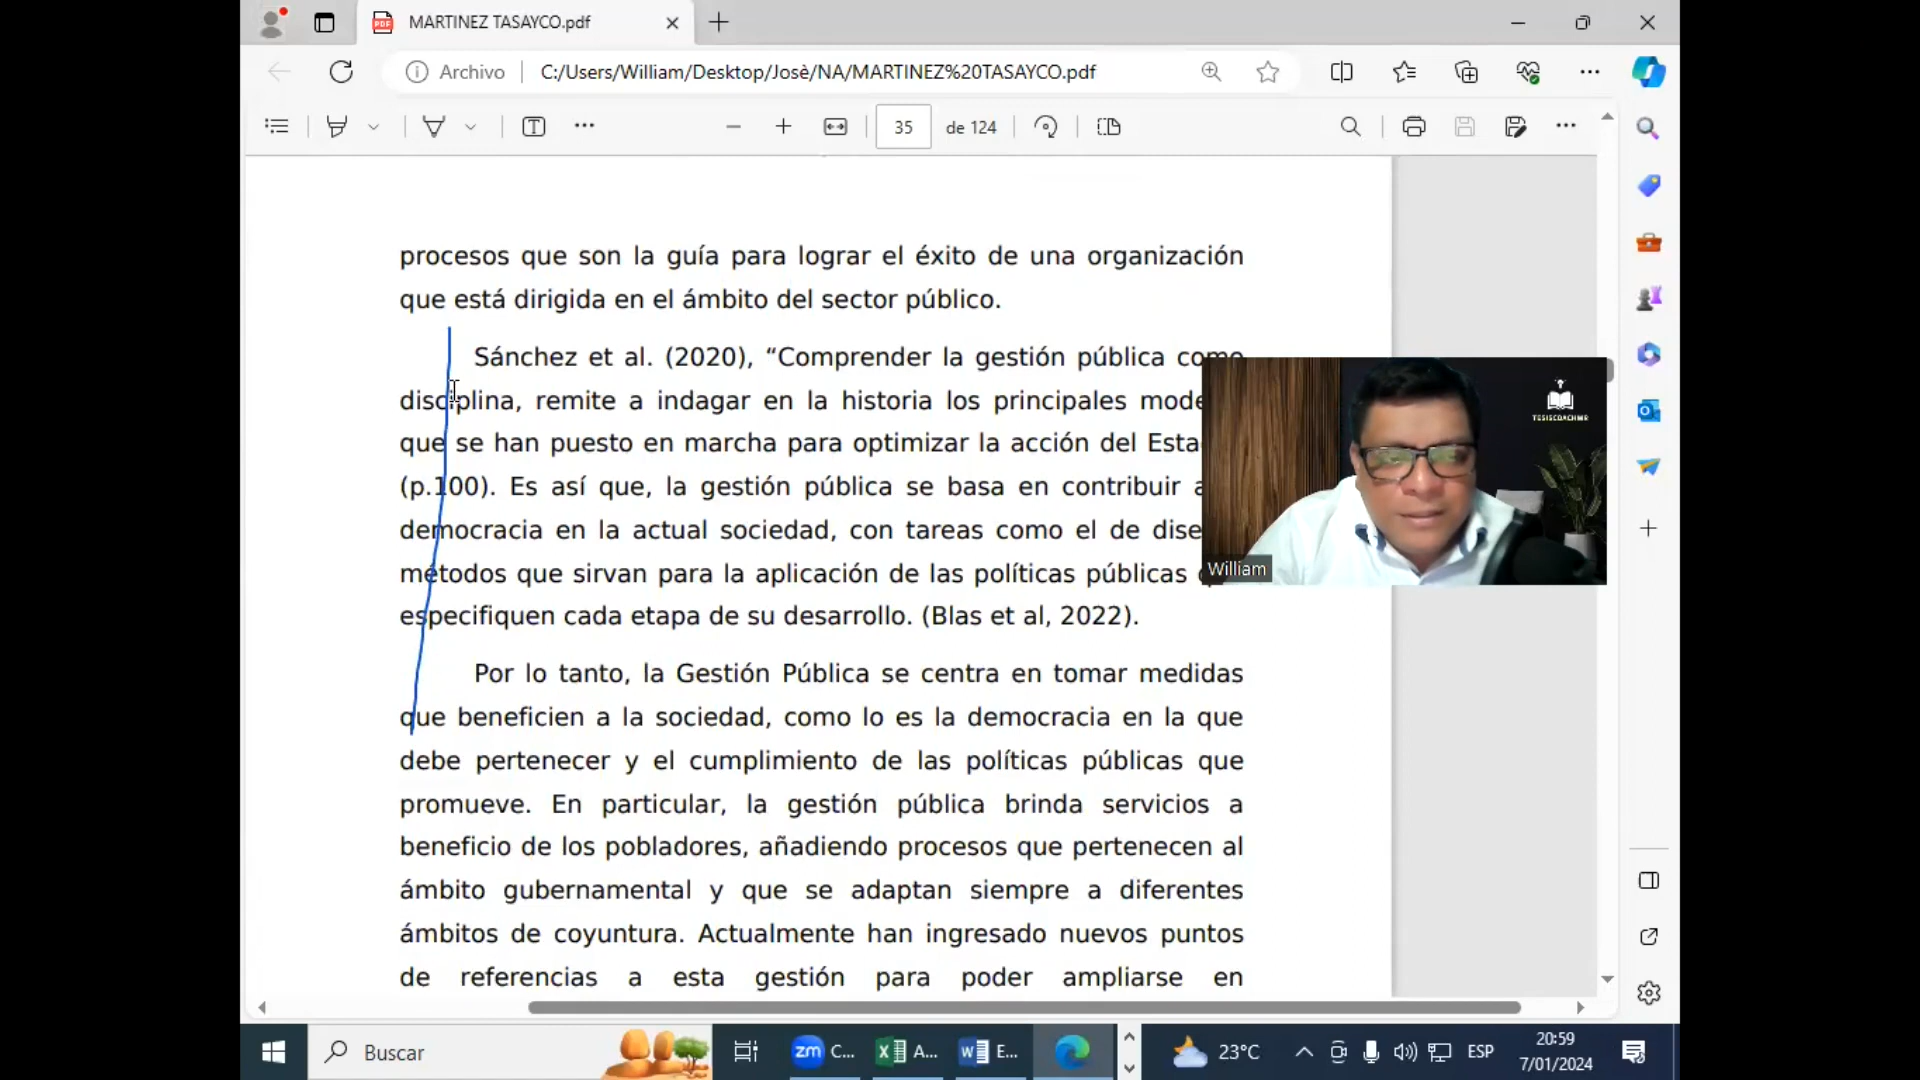 MARTINEZ TASAYCO.pdf
Archivo
C:/Users/William/Desktop/Josè/NA/MARTINEZ%20TASAYCO.pdf
35 de 124
procesos que son la guía para lograr el éxito de una organización
que está dirigida en el ámbito del sector público.
Sánchez et al. (2020), “Comprender la gestión pública como
disciplina, remite a indagar en la historia los principales mode
que se han puesto en marcha para optimizar la acción del Esta
(p.100). Es así que, la gestión pública se basa en contribuir a
democracia en la actual sociedad, con tareas como el de dise
métodos que sirvan para la aplicación de las políticas públicas
especifiquen cada etapa de su desarrollo. (Blas et al, 2022).
Por lo tanto, la Gestión Pública se centra en tomar medidas
que beneficien a la sociedad, como lo es la democracia en la que
debe pertenecer y el cumplimiento de las políticas públicas que
promueve. En particular, la gestión pública brinda servicios a
beneficio de los pobladores, añadiendo procesos que pertenecen al
ámbito gubernamental y que se adaptan siempre a diferentes
ámbitos de coyuntura. Actualmente han ingresado nuevos puntos
de referencias a esta gestión para poder ampliarse en
TESISCOACHWR
William
Buscar
zm C...
A...
E...
23°C
ESP
20:59
7/01/2024